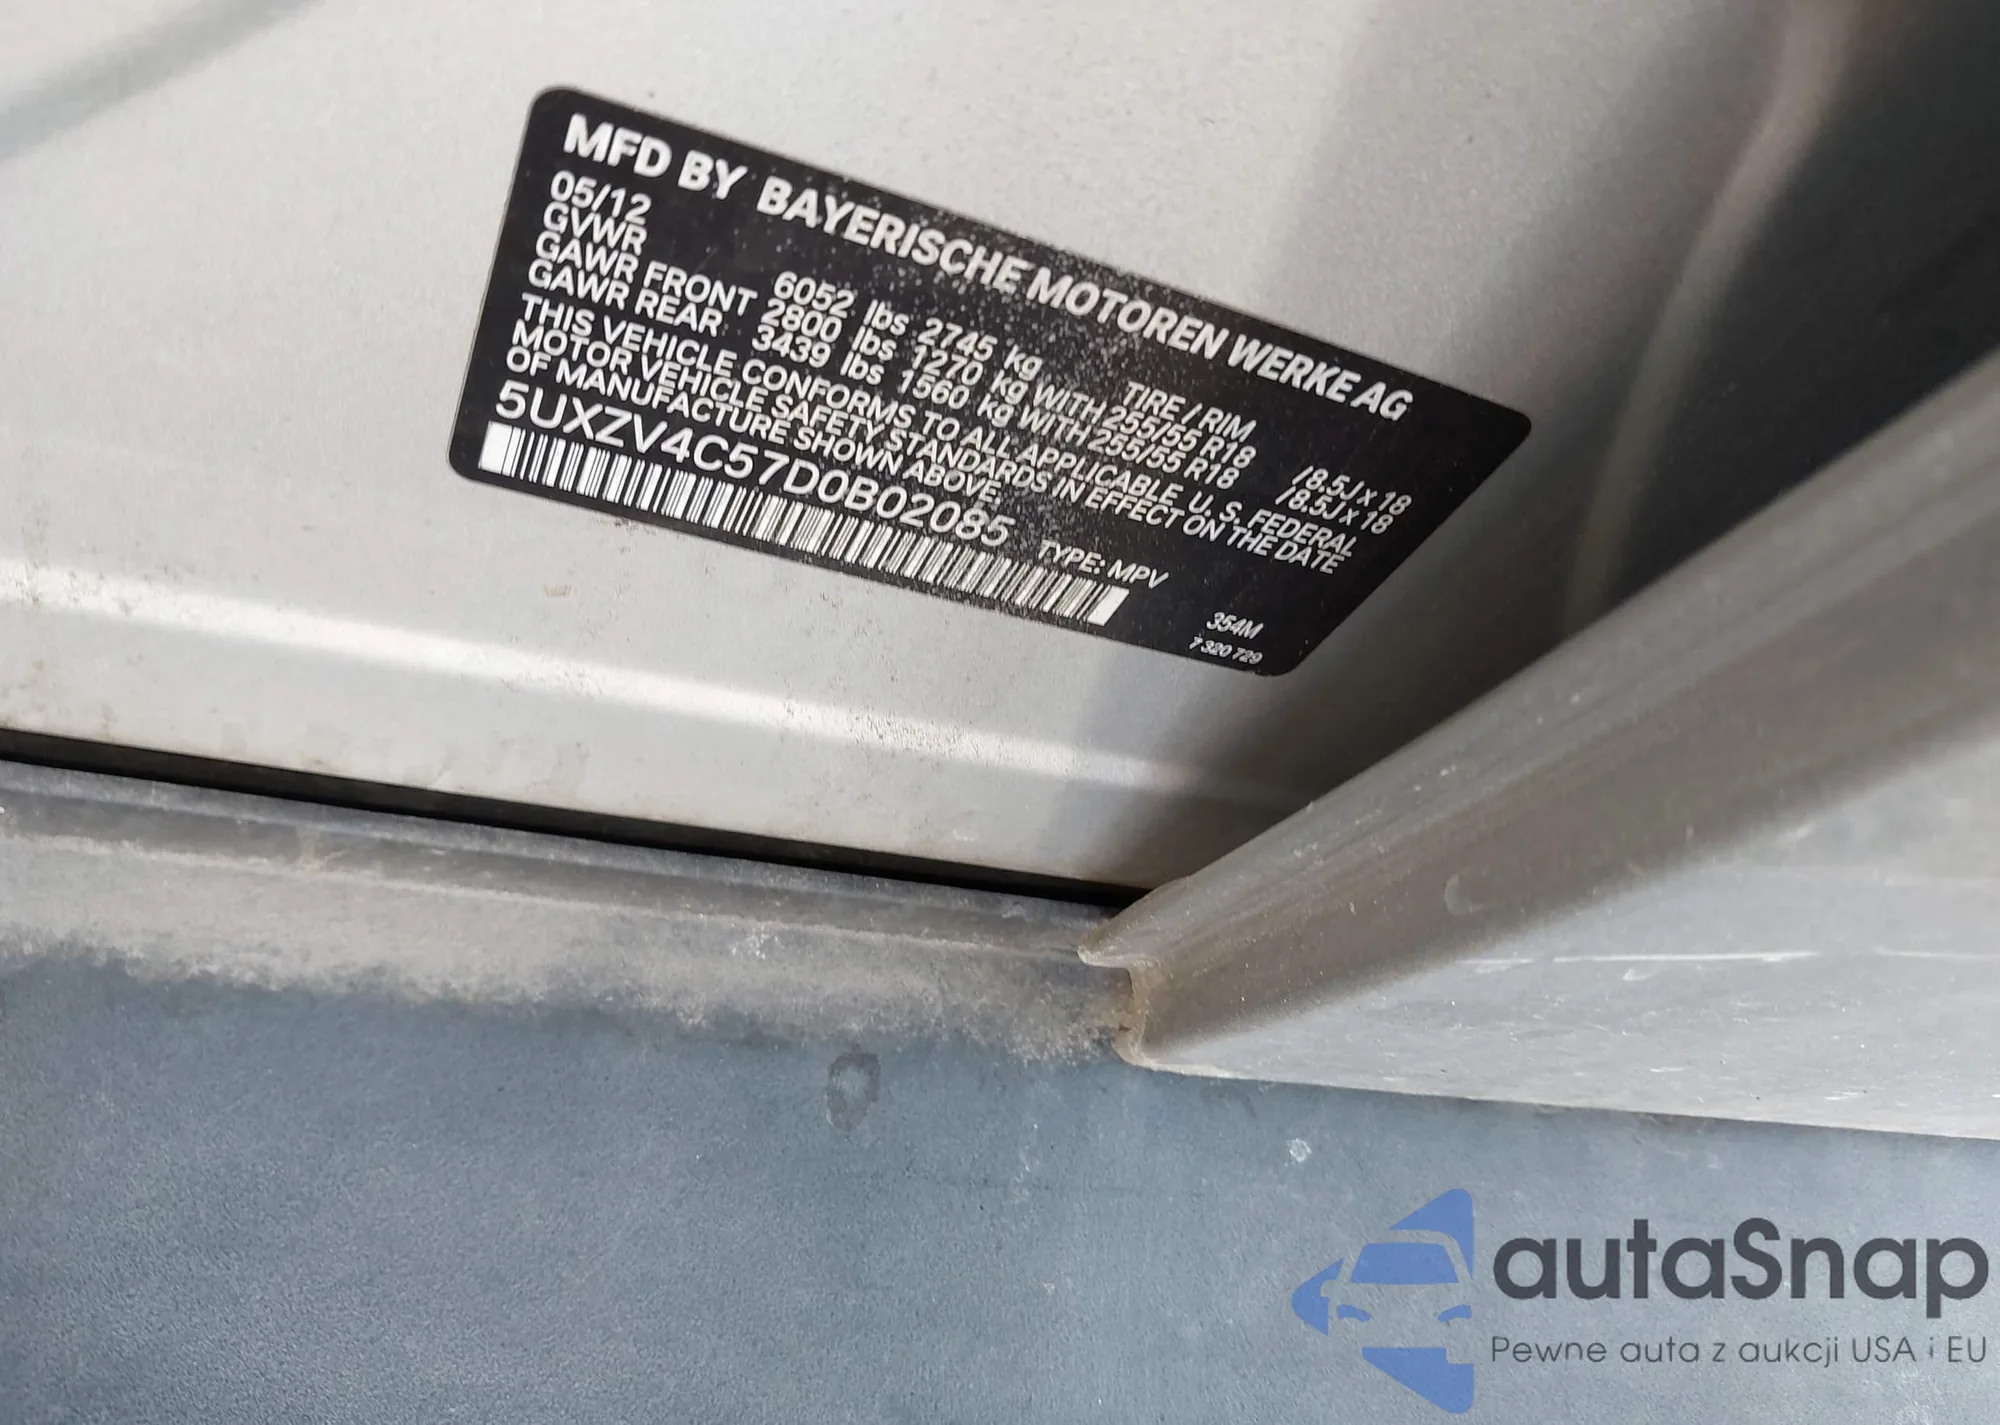 MFD BY BAYERISCHE MOTOREN WERKE AG
05/12
GVWR 6052 lbs 2745 kg TIRE / RIM
GAWR FRONT 2800 lbs 1270 kg WITH 255/55 R18 /8.5J x 18
GAWR REAR 3439 lbs 1560 kg WITH 255/55 R18 /8.5J x 18
THIS VEHICLE CONFORMS TO ALL APPLICABLE U. S. FEDERAL
MOTOR VEHICLE SAFETY STANDARDS IN EFFECT ON THE DATE
OF MANUFACTURE SHOWN ABOVE.
5UXZV4C57D0B02085 TYPE: MPV
354M
7 320 729
autaSnap
Pewne auta z aukcji USA i EU